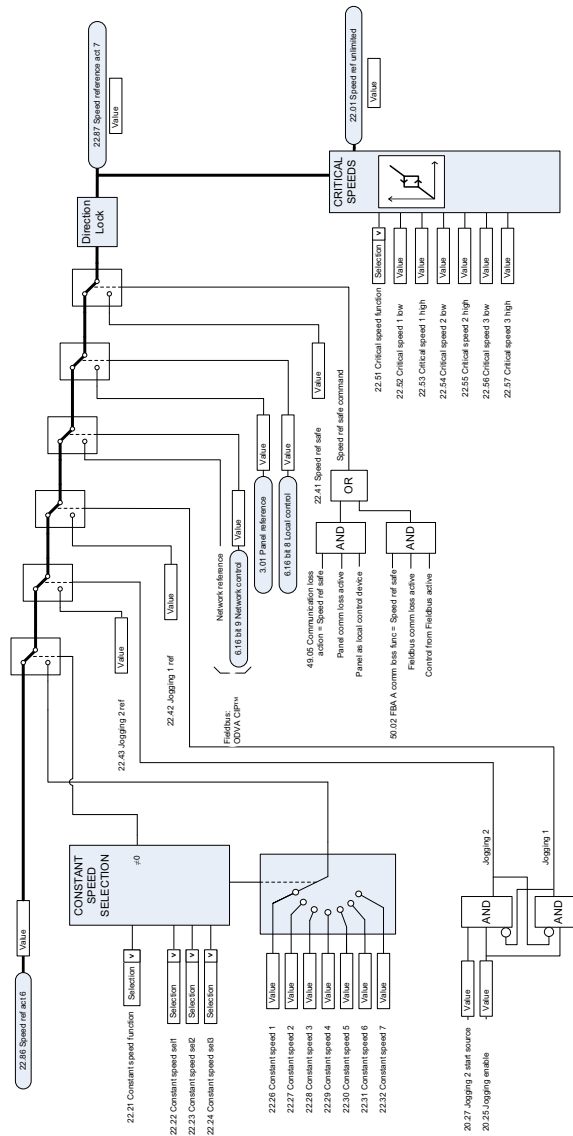 22.86 Speed ref act 6
Value
CONSTANT
SPEED
SELECTION
≠0
22.21 Constant speed function
Selection
v
22.22 Constant speed sel1
Selection
v
22.23 Constant speed sel2
Selection
v
22.24 Constant speed sel3
Selection
v
22.26 Constant speed 1
Value
22.27 Constant speed 2
Value
22.28 Constant speed 3
Value
22.29 Constant speed 4
Value
22.30 Constant speed 5
Value
22.31 Constant speed 6
Value
22.32 Constant speed 7
Value
20.27 Jogging 2 start source
Value
20.25 Jogging enable
Value
AND
AND
Jogging 2
Jogging 1
Value
22.43 Jogging 2 ref
Value
22.42 Jogging 1 ref
Fieldbus:
ODVA CIP™
Network reference
6.16 bit 9 Network control
Value
3.01 Panel reference
Value
6.16 bit 8 Local control
Value
22.41 Speed ref safe
Value
Speed ref safe command
49.05 Communication loss
action = Speed ref safe
Panel comm loss active
Panel as local control device
AND
OR
50.02 FBA A comm loss func = Speed ref safe
Fieldbus comm loss active
Control from Fieldbus active
AND
Direction
Lock
22.87 Speed reference act 7
Value
CRITICAL
SPEEDS
22.51 Critical speed function
Selection
v
22.52 Critical speed 1 low
Value
22.53 Critical speed 1 high
Value
22.54 Critical speed 2 low
Value
22.55 Critical speed 2 high
Value
22.56 Critical speed 3 low
Value
22.57 Critical speed 3 high
Value
22.01 Speed ref unlimited
Value